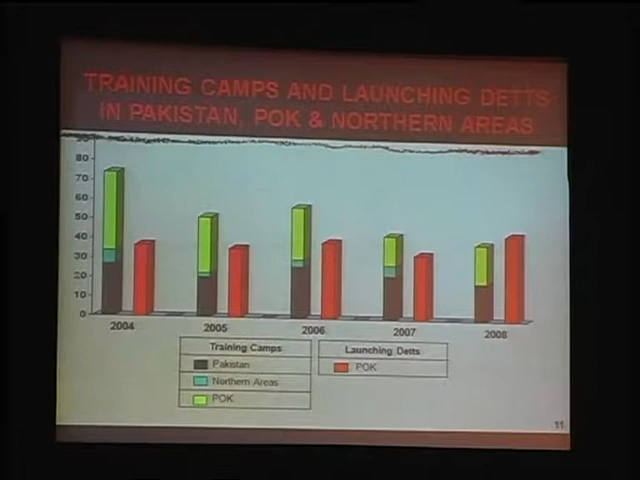 TRAINING CAMPS AND LAUNCHING DETTS
IN PAKISTAN, POK & NORTHERN AREAS
90
80
70
60
50
40
30
20
10
0
2004 2005 2006 2007 2008
Training Camps
Pakistan
Northern Areas
POK
Launching Detts
POK
11